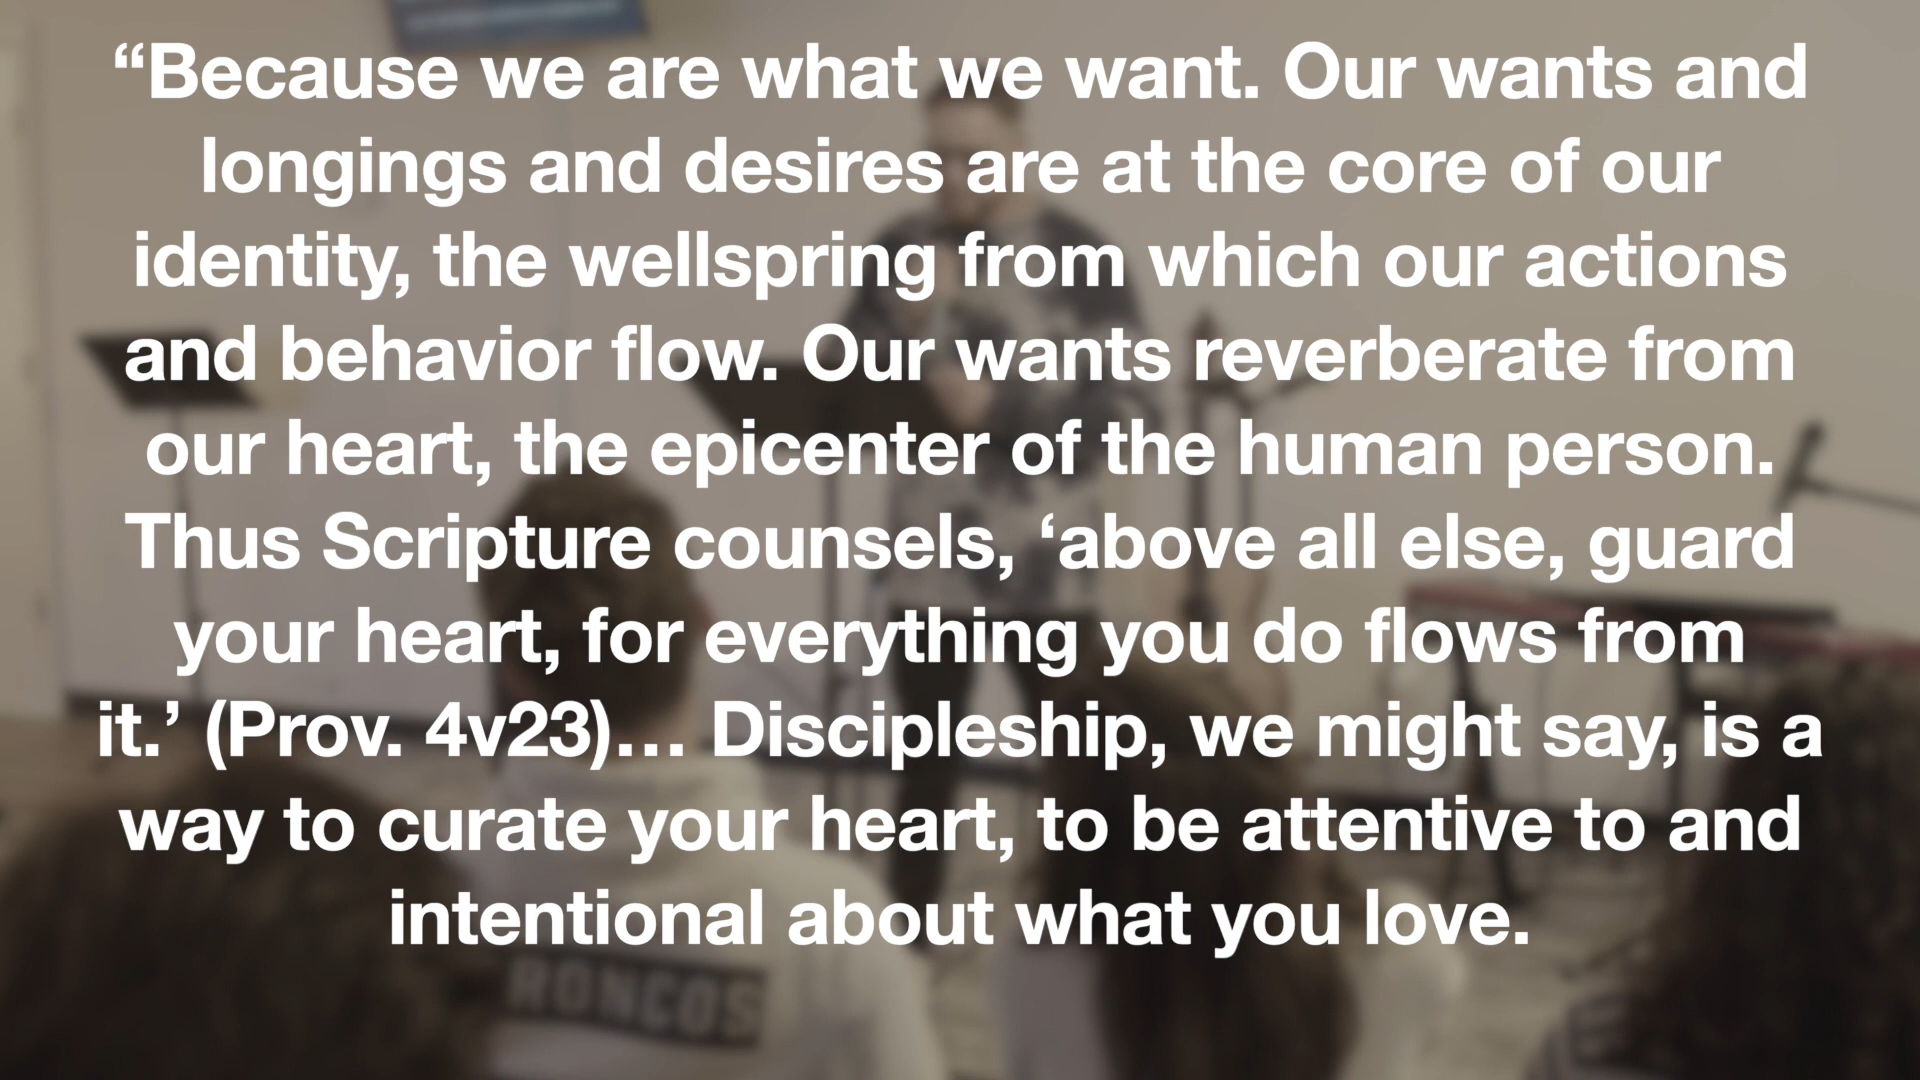 “Because we are what we want. Our wants and
longings and desires are at the core of our
identity, the wellspring from which our actions
and behavior flow. Our wants reverberate from
our heart, the epicenter of the human person.
Thus Scripture counsels, ‘above all else, guard
your heart, for everything you do flows from
it.’ (Prov. 4v23)… Discipleship, we might say, is a
way to curate your heart, to be attentive to and
intentional about what you love.
RONCOS